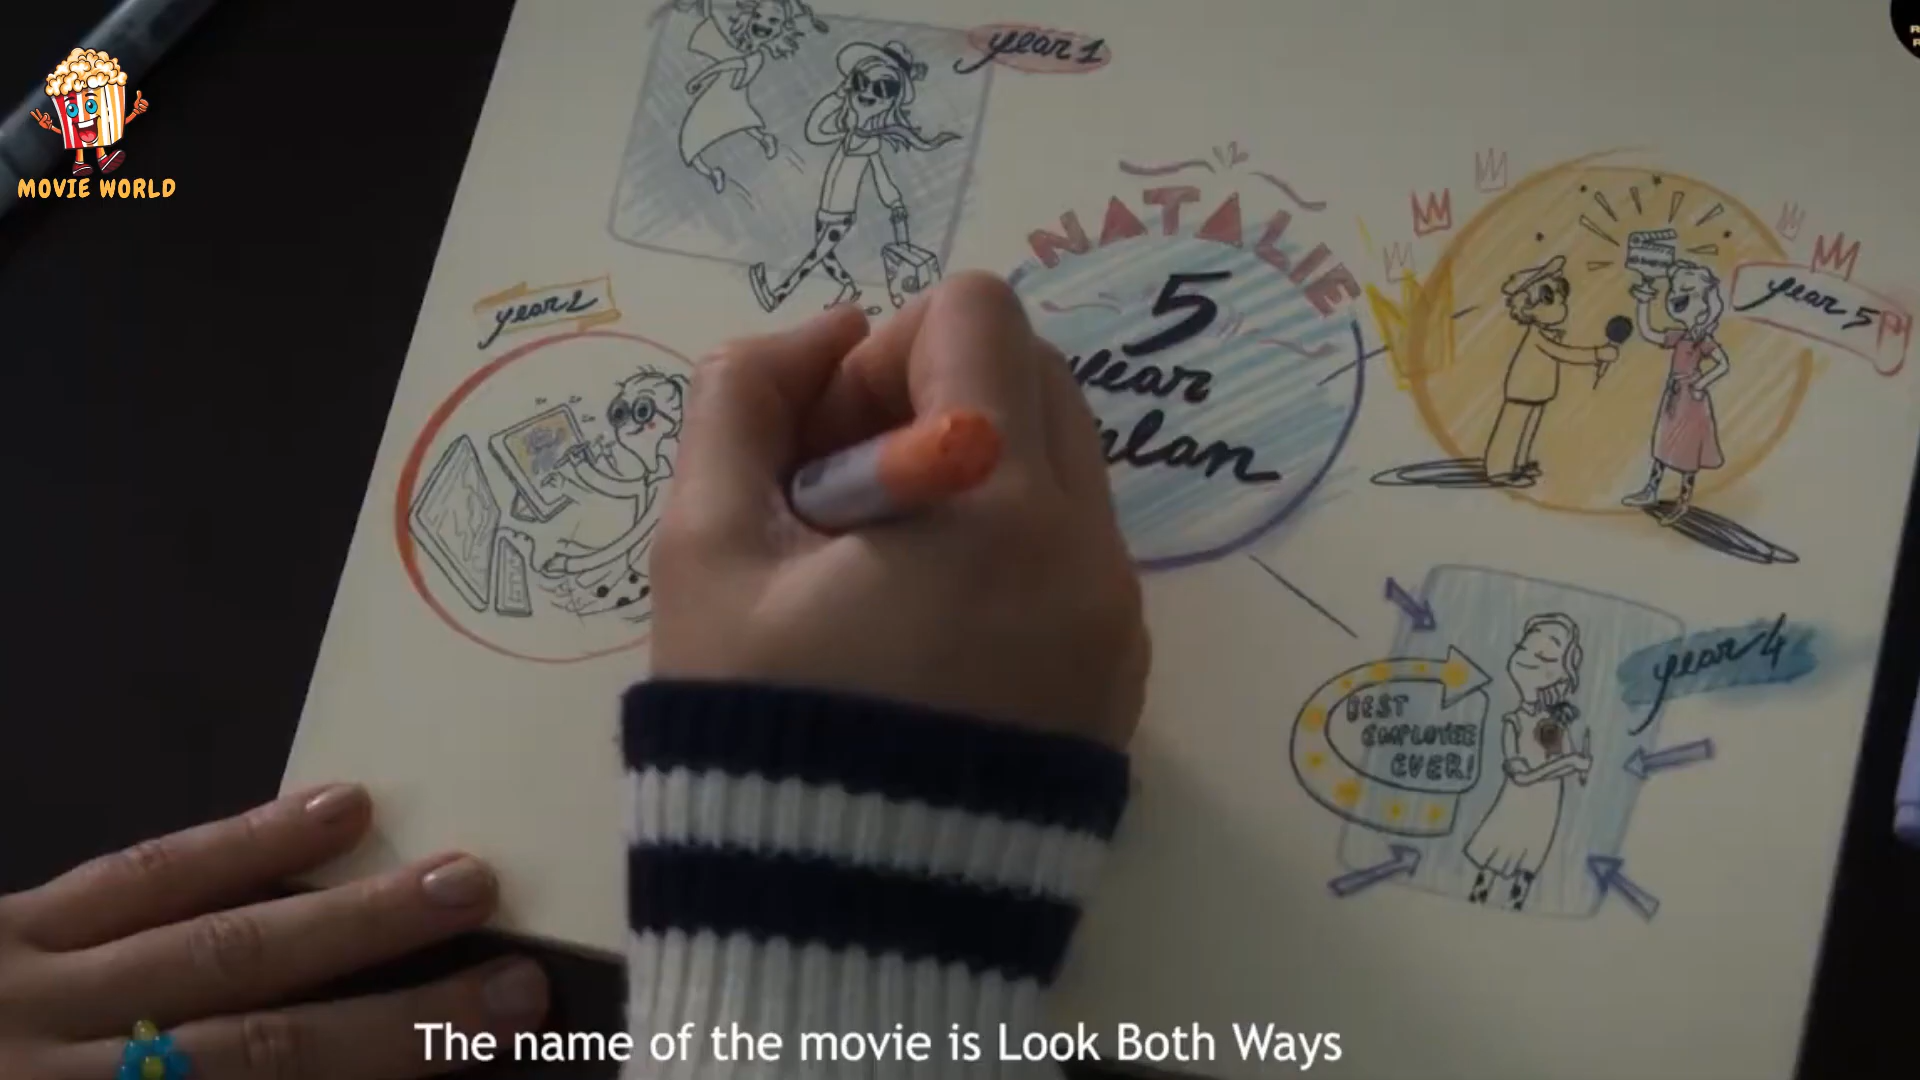 year 1
MOVIE WORLD
NATALIE
5
year
plan
year 2
year 5
year 4
BEST
EMPLOYEE
EVER!
The name of the movie is Look Both Ways